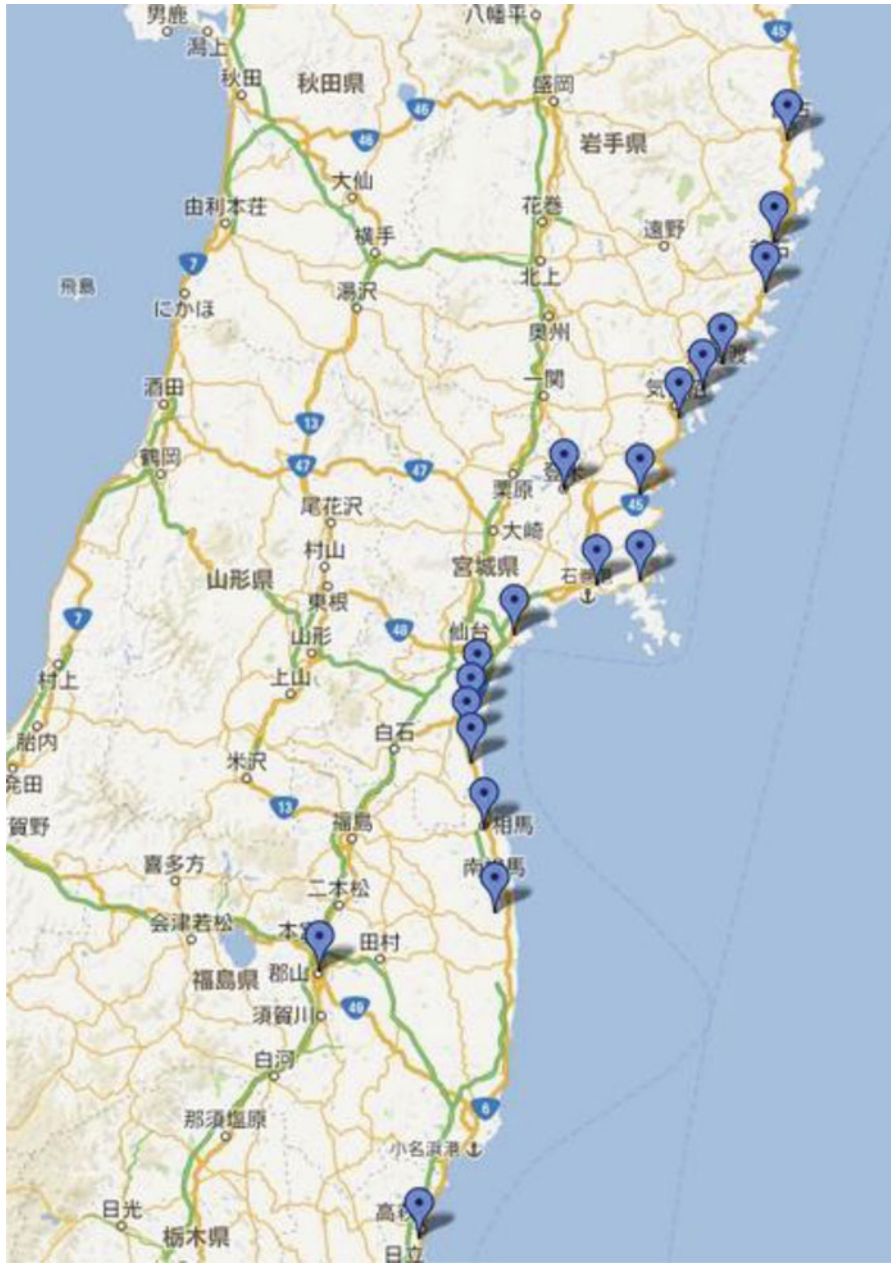 男鹿
潟上
八幡平
45
秋田
秋田県
46
盛岡
46
岩手県
大仙
由利本荘
花巻
横手
遠野
7
北上
飛島
にかほ
湯沢
奥州
酒田
一関
13
47
47
鶴岡
栗原
45
尾花沢
大崎
村山
宮城県
山形県
東根
7
48
仙台
山形
村上
上山
胎内
白石
米沢
13
賀野
福島
相馬
喜多方
二本松
会津若松
田村
福島県
郡山
49
須賀川
白河
那須塩原
6
小名浜港
日光
栃木県
日立